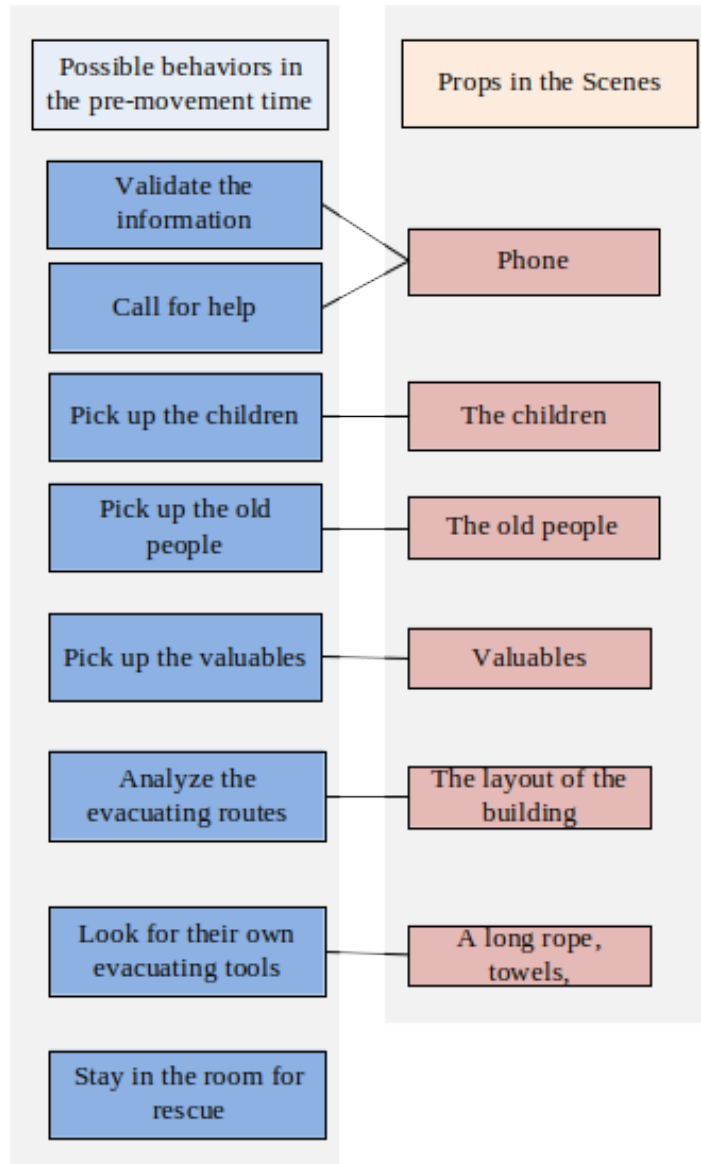 Possible behaviors in
the pre-movement time
Props in the Scenes
Validate the
information
Call for help
Phone
Pick up the children
The children
Pick up the old
people
The old people
Pick up the valuables
Valuables
Analyze the
evacuating routes
The layout of the
building
Look for their own
evacuating tools
A long rope,
towels,
Stay in the room for
rescue